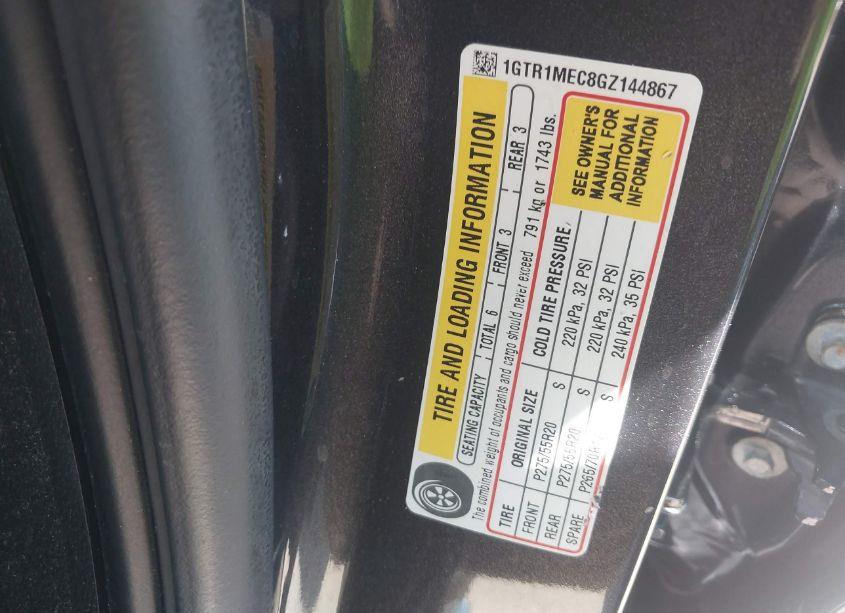 1GTR1MEC8GZ144867
TIRE AND LOADING INFORMATION
SEATING CAPACITY TOTAL 6 FRONT 3 REAR 3
The combined weight of occupants and cargo should never exceed 791 kg or 1743 lbs.
TIRE ORIGINAL SIZE COLD TIRE PRESSURE
FRONT P275/55R20 S 220 kPa, 32 PSI
REAR P275/55R20 S 220 kPa, 32 PSI
SPARE S 240 kPa, 35 PSI
SEE OWNER'S
MANUAL FOR
ADDITIONAL
INFORMATION